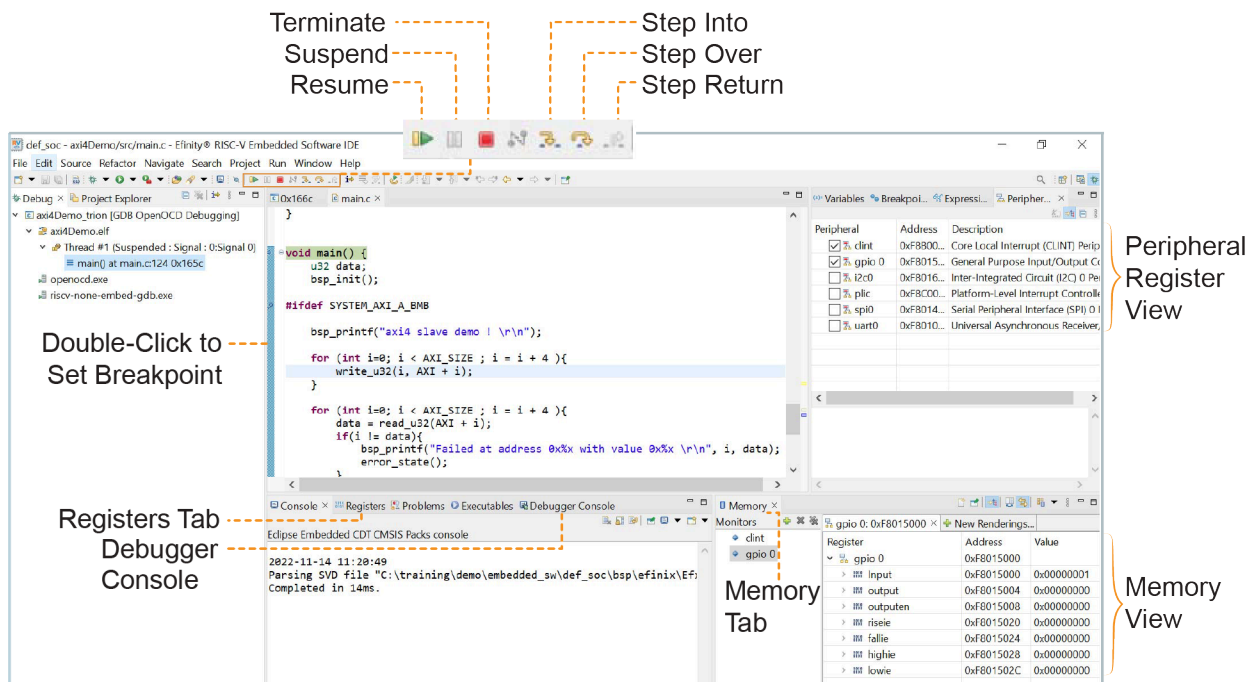 Terminate
Suspend
Resume
Step Into
Step Over
Step Return
def_soc - axi4Demo/src/main.c - Efinity® RISC-V Embedded Software IDE
File Edit Source Refactor Navigate Search Project Run Window Help
Debug Project Explorer
axi4Demo_trion [GDB OpenOCD Debugging]
axi4Demo.elf
Thread #1 (Suspended : Signal : 0:Signal 0)
main() at main.c:124 0x165c
openocd.exe
riscv-none-embed-gdb.exe
Double-Click to
Set Breakpoint
0x166c main.c
}
void main() {
u32 data;
bsp_init();
#ifdef SYSTEM_AXI_A_BMB
bsp_printf("axi4 slave demo ! \r\n");
for (int i=0; i < AXI_SIZE ; i = i + 4 ){
write_u32(i, AXI + i);
}
for (int i=0; i < AXI_SIZE ; i = i + 4 ){
data = read_u32(AXI + i);
if(i != data){
bsp_printf("Failed at address 0x%x with value 0x%x \r\n", i, data);
error_state();
}
Variables Breakpoi... Expressi... Peripher...
Peripheral Address Description
clint 0xF8B00... Core Local Interrupt (CLINT) Perip
gpio 0 0xF8015... General Purpose Input/Output Co
i2c0 0xF8016... Inter-Integrated Circuit (I2C) 0 Per
plic 0xF8C00... Platform-Level Interrupt Controlle
spi0 0xF8014... Serial Peripheral Interface (SPI) 0 I
uart0 0xF8010... Universal Asynchronous Receiver,
Peripheral
Register
View
Registers Tab
Debugger
Console
Console Registers Problems Executables Debugger Console
Eclipse Embedded CDT CMSIS Packs console
2022-11-14 11:20:49
Parsing SVD file "C:\training\demo\embedded_sw\def_soc\bsp\efinix\Efi
Completed in 14ms.
Memory
Monitors
clint
gpio 0
Memory
Tab
gpio 0: 0xF8015000 New Renderings...
Register Address Value
gpio 0 0xF8015000
Input 0xF8015000 0x00000001
output 0xF8015004 0x00000000
outputen 0xF8015008 0x00000000
riseie 0xF8015020 0x00000000
fallie 0xF8015024 0x00000000
highie 0xF8015028 0x00000000
lowie 0xF801502C 0x00000000
Memory
View